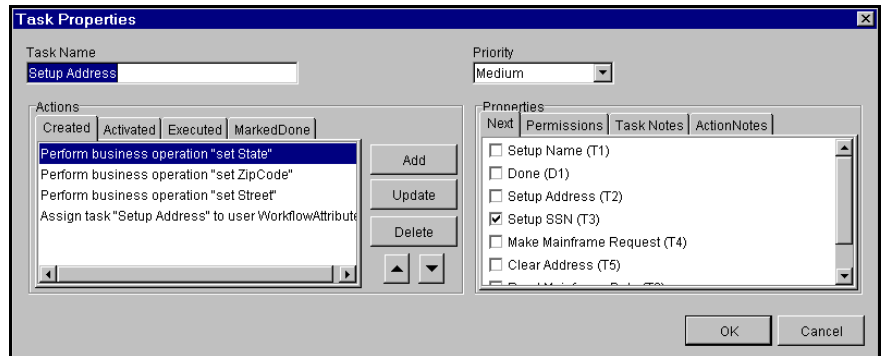 Task Properties
Task Name
Setup Address
Priority
Medium
Actions
Created Activated Executed MarkedDone
Perform business operation "set State"
Perform business operation "set ZipCode"
Perform business operation "set Street"
Assign task "Setup Address" to user WorkflowAttribute
Add
Update
Delete
Properties
Next Permissions Task Notes ActionNotes
Setup Name (T1)
Done (D1)
Setup Address (T2)
Setup SSN (T3)
Make Mainframe Request (T4)
Clear Address (T5)
OK Cancel